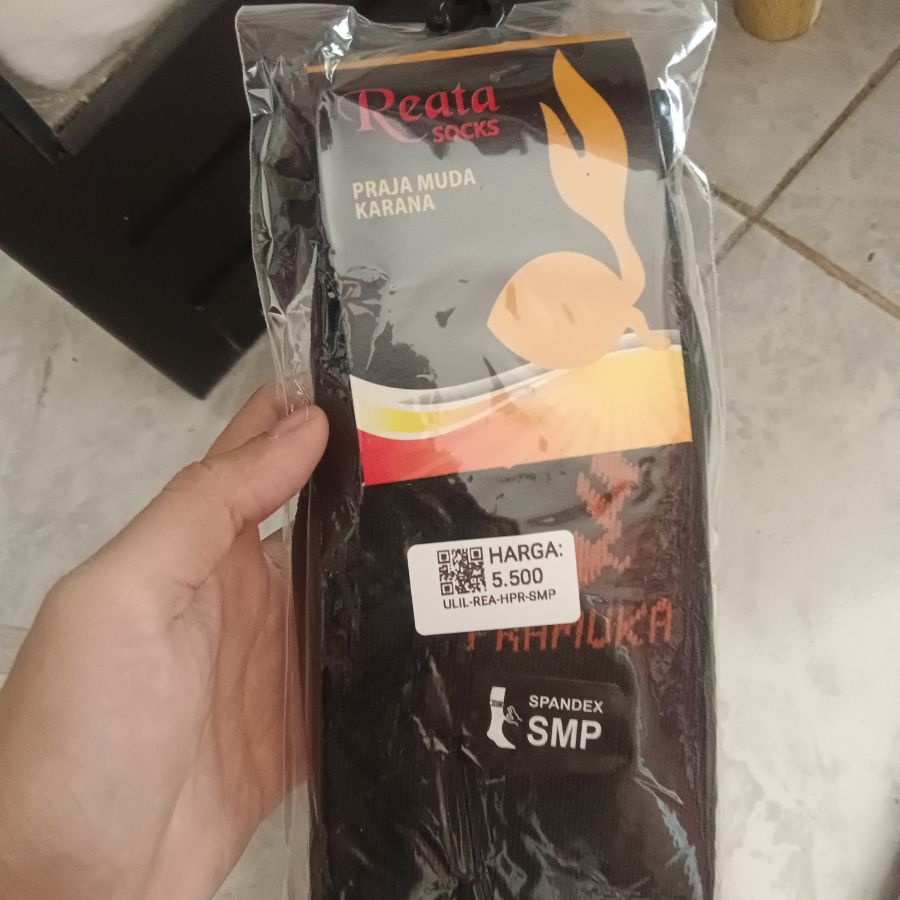 Reata
SOCKS
PRAJA MUDA
KARANA
HARGA:
5.500
ULIL-REA-HPR-SMP
PRAMUKA
SPANDEX
SMP